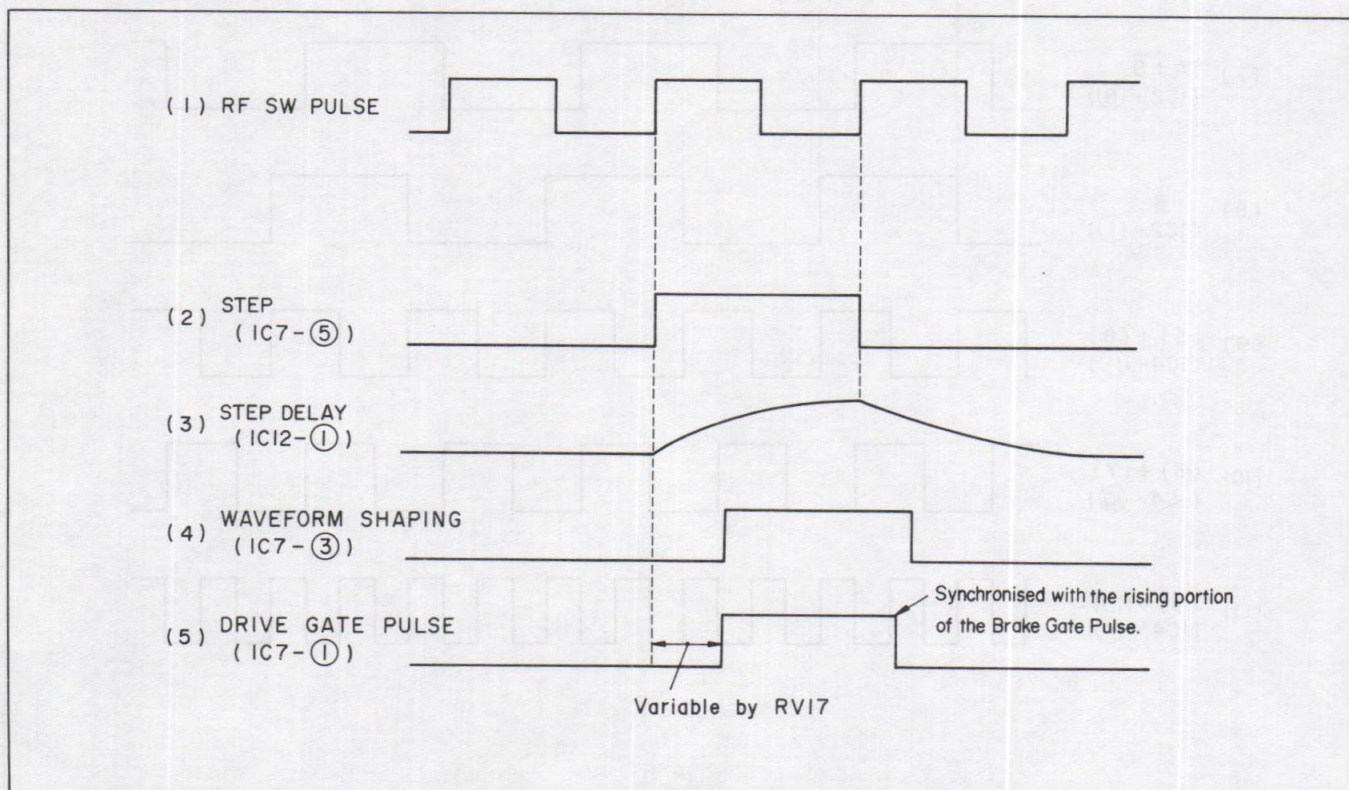 (1) RF SW PULSE
(2) STEP
(IC7-⑤)
(3) STEP DELAY
(IC12-①)
(4) WAVEFORM SHAPING
(IC7-③)
(5) DRIVE GATE PULSE
(IC7-①)
Synchronised with the rising portion
of the Brake Gate Pulse.
Variable by RV17